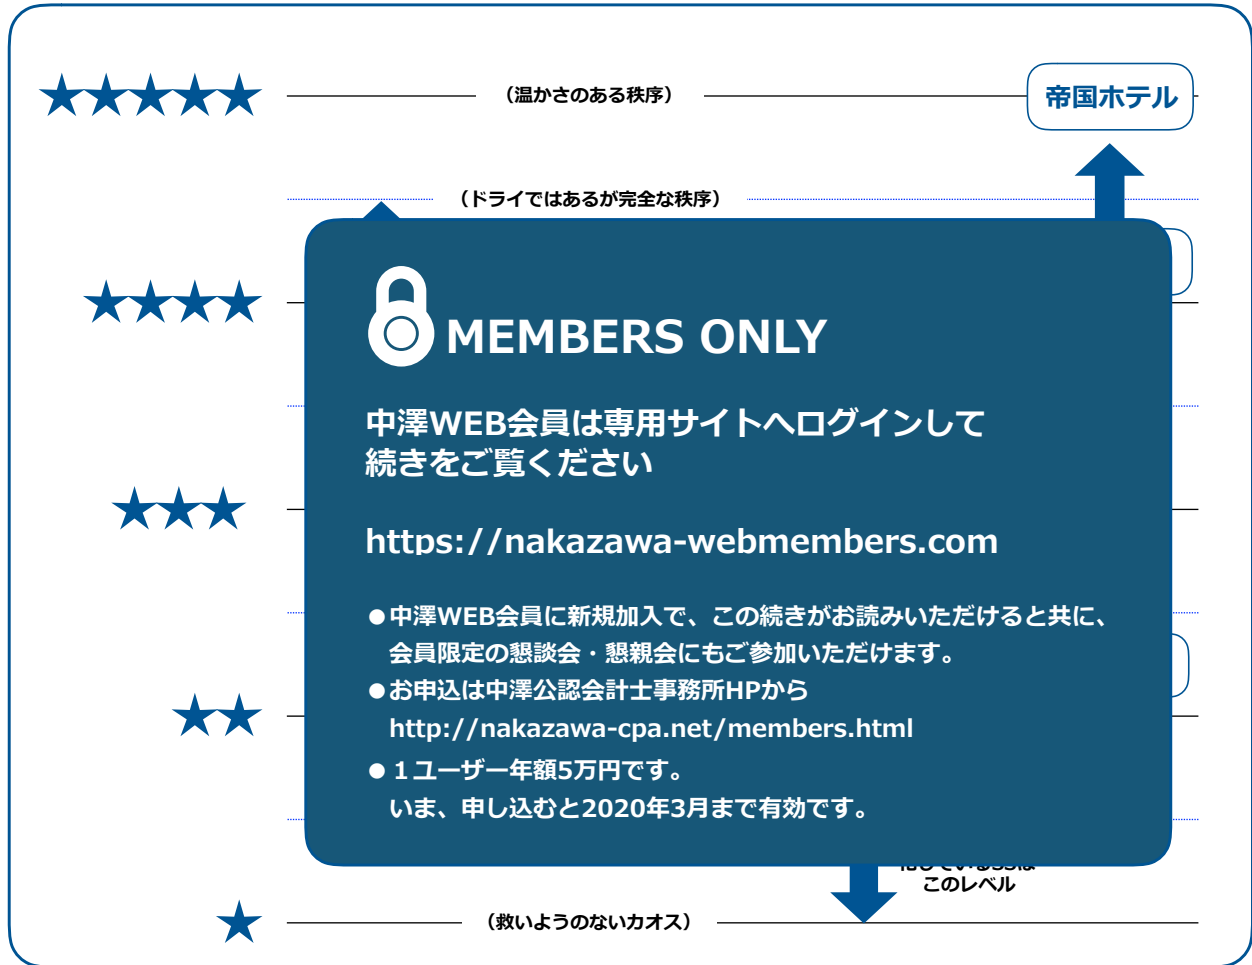 (温かさのある秩序)
帝国ホテル
(ドライではあるが完全な秩序)
MEMBERS ONLY
中澤WEB会員は専用サイトへログインして
続きをご覧ください
https://nakazawa-webmembers.com
●中澤WEB会員に新規加入で、この続きがお読みいただけると共に、
会員限定の懇談会・懇親会にもご参加いただけます。
●お申込は中澤公認会計士事務所HPから
http://nakazawa-cpa.net/members.html
●1ユーザー年額5万円です。
いま、申し込むと2020年3月まで有効です。
このレベル
(救いようのないカオス)